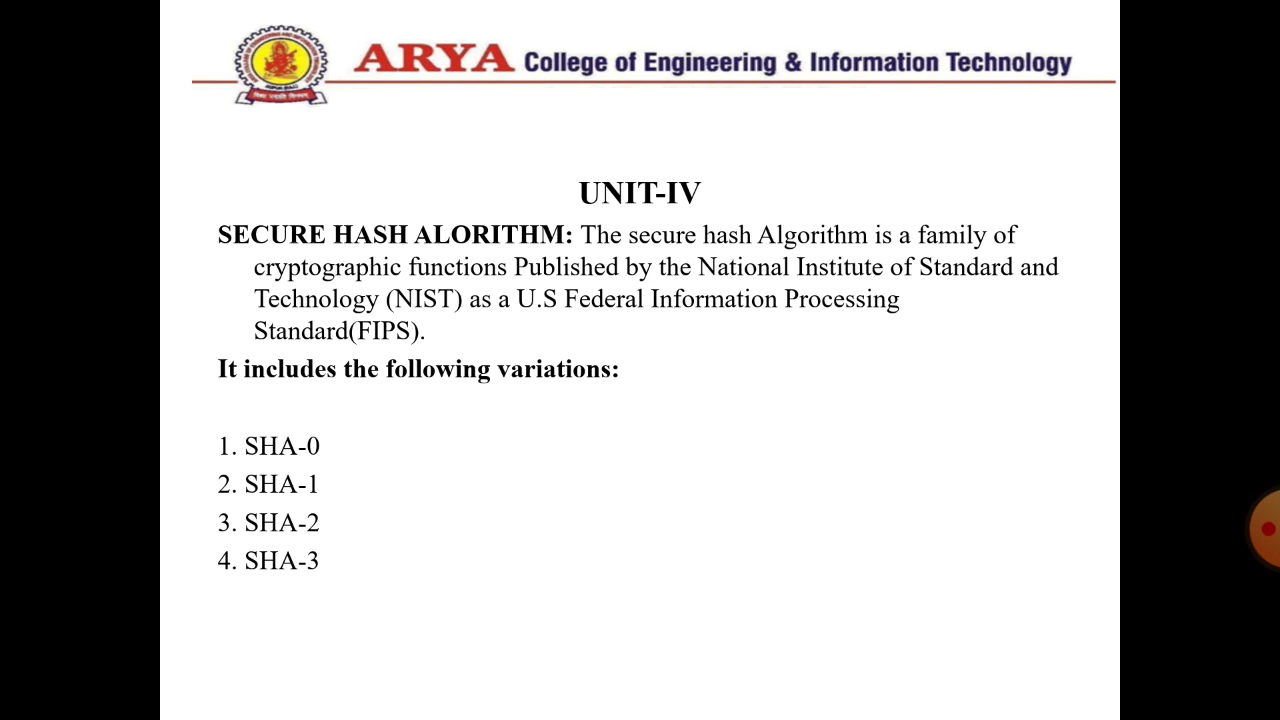 ARYA College of Engineering & Information Technology
UNIT-IV
SECURE HASH ALORITHM: The secure hash Algorithm is a family of
cryptographic functions Published by the National Institute of Standard and
Technology (NIST) as a U.S Federal Information Processing
Standard(FIPS).
It includes the following variations:
1. SHA-0
2. SHA-1
3. SHA-2
4. SHA-3